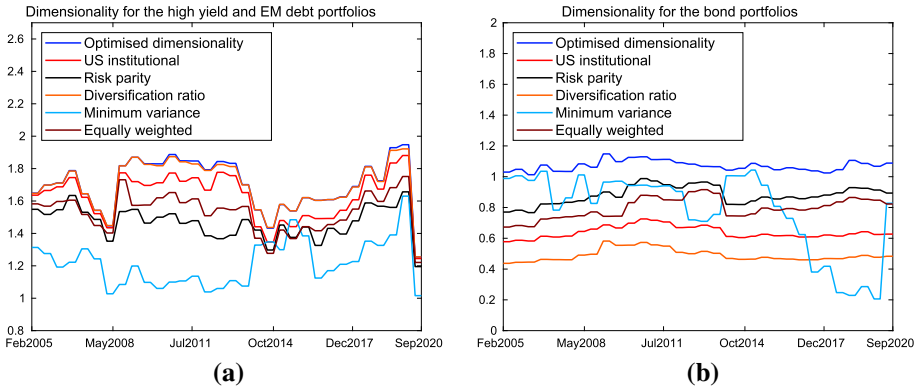 Dimensionality for the high yield and EM debt portfolios
2.6
2.4
2.2
2
1.8
1.6
1.4
1.2
1
0.8
Optimised dimensionality
US institutional
Risk parity
Diversification ratio
Minimum variance
Equally weighted
Feb2005 May2008 Jul2011 Oct2014 Dec2017 Sep2020
(a)
Dimensionality for the bond portfolios
2
1.8
1.6
1.4
1.2
1
0.8
0.6
0.4
0.2
0
Optimised dimensionality
US institutional
Risk parity
Diversification ratio
Minimum variance
Equally weighted
Feb2005 May2008 Jul2011 Oct2014 Dec2017 Sep2020
(b)